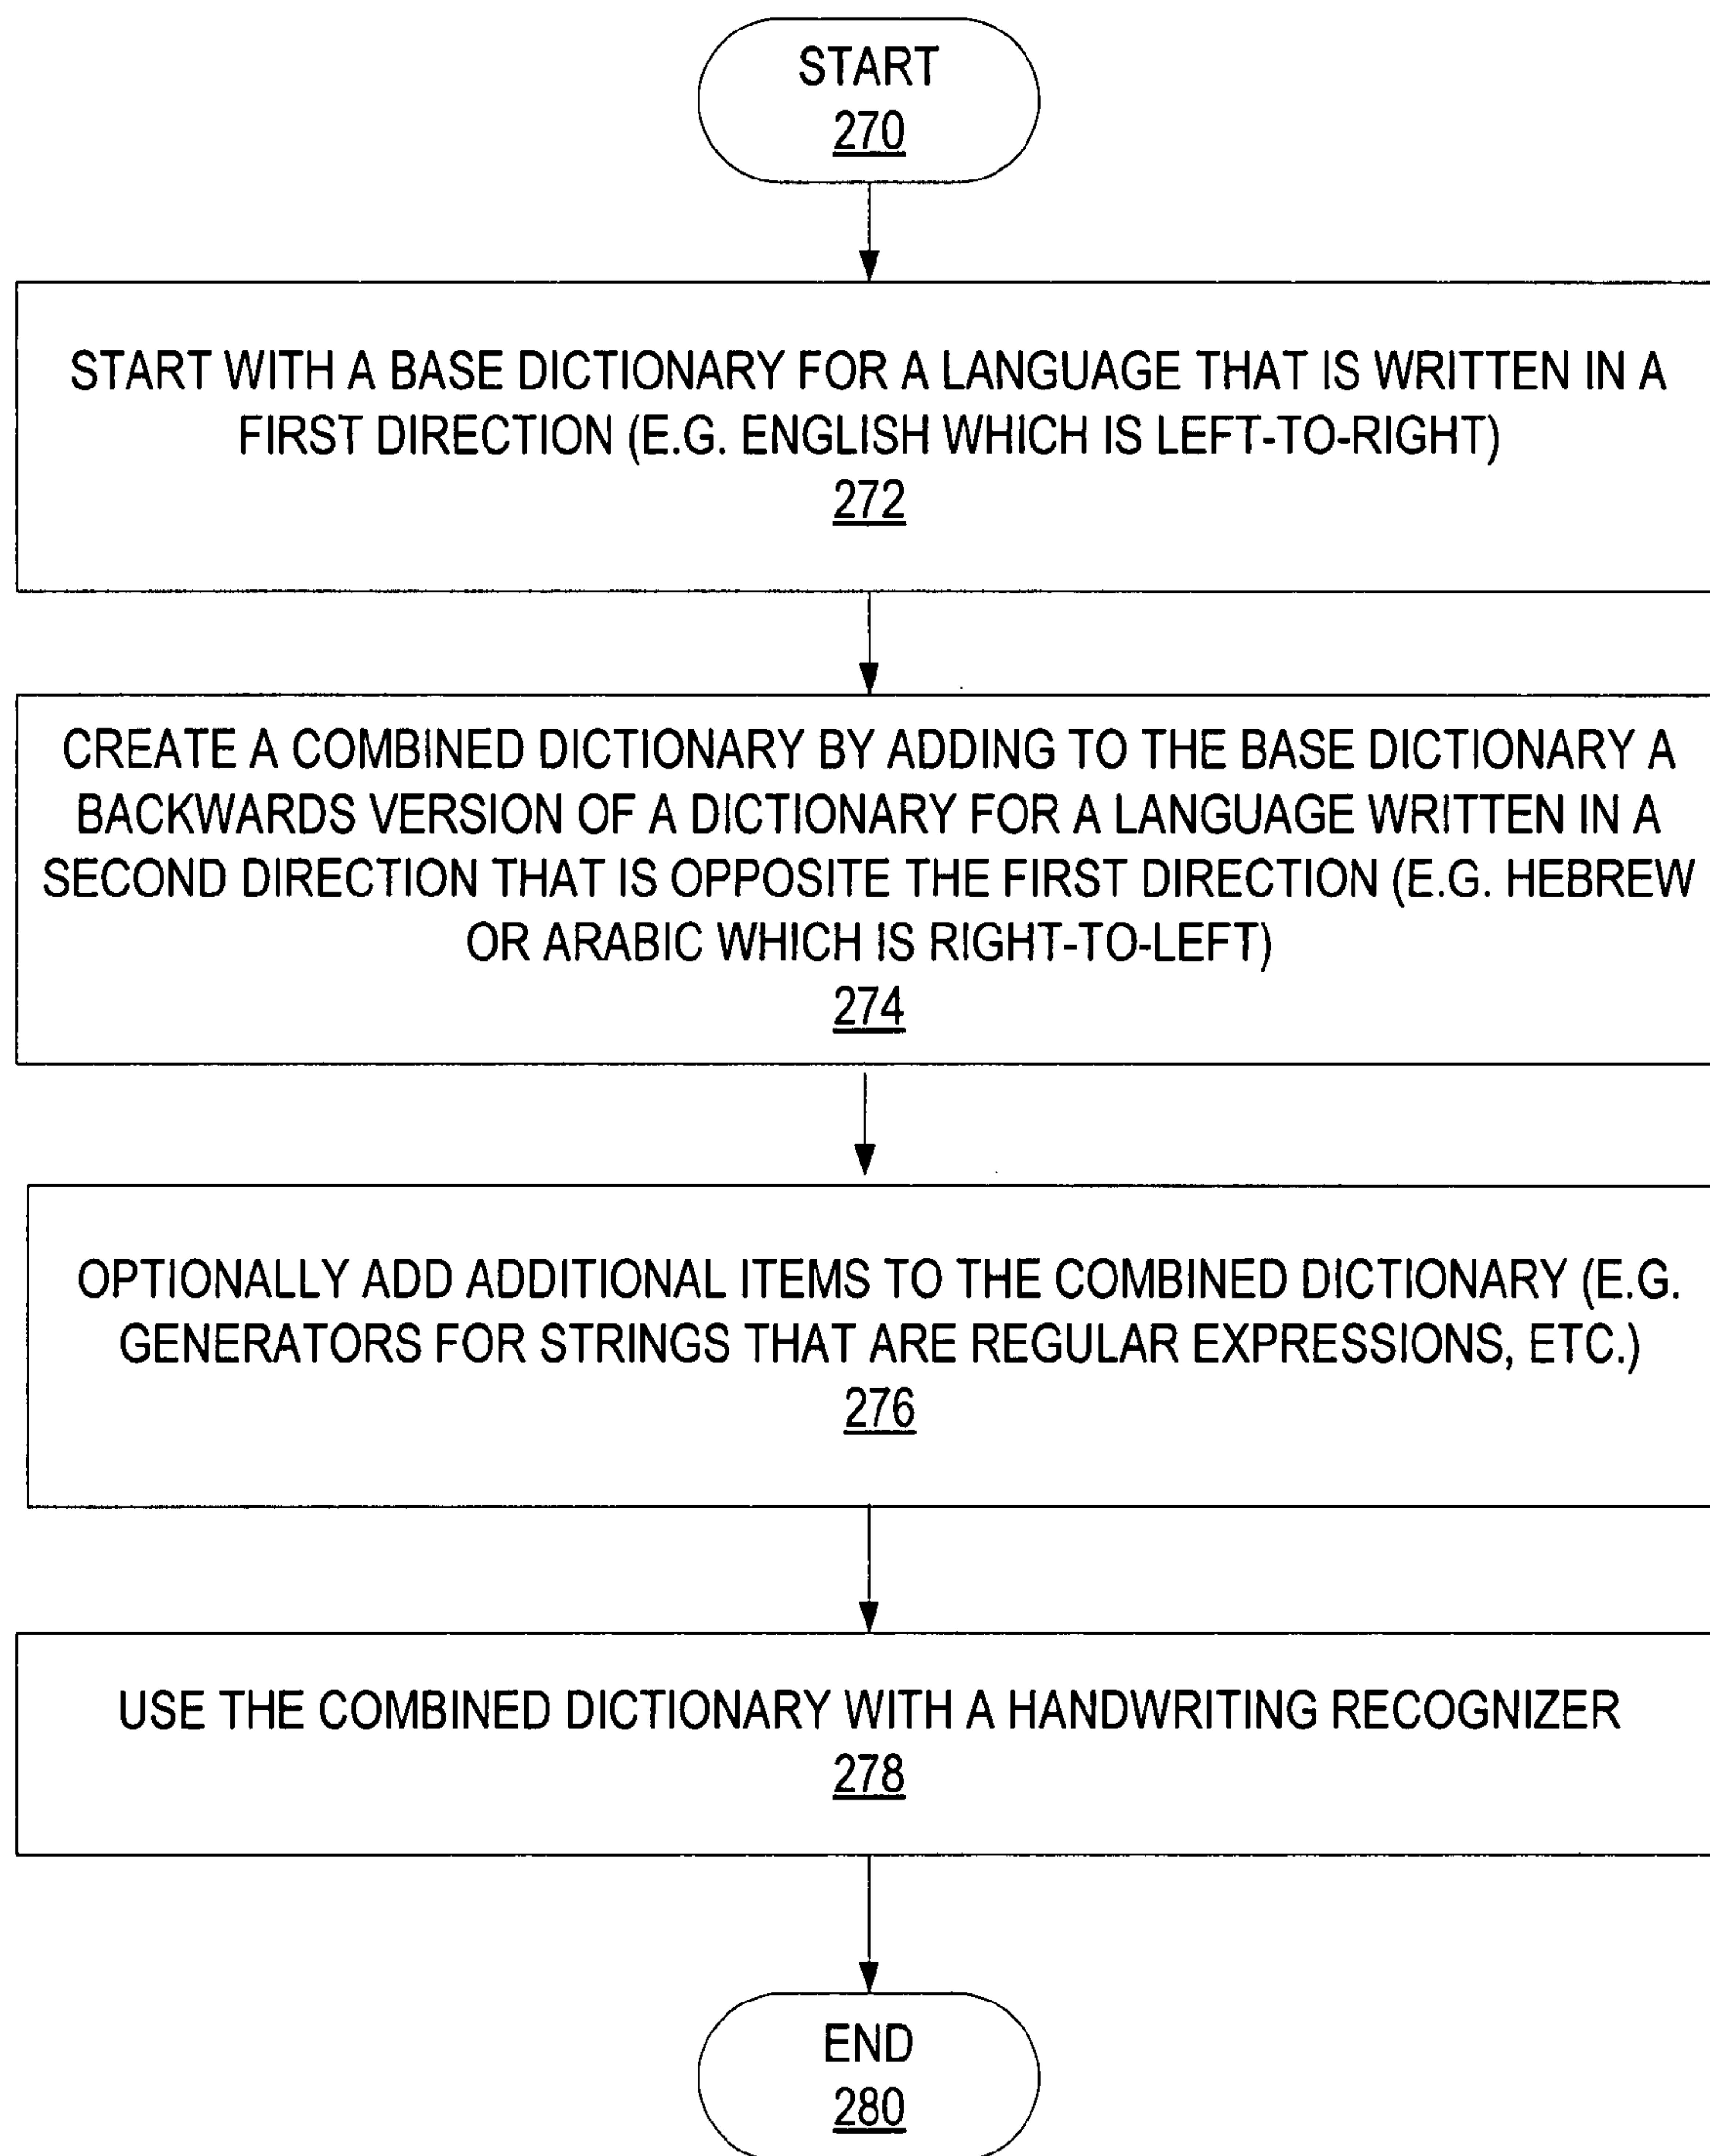 START
270
START WITH A BASE DICTIONARY FOR A LANGUAGE THAT IS WRITTEN IN A
FIRST DIRECTION (E.G. ENGLISH WHICH IS LEFT-TO-RIGHT)
272
CREATE A COMBINED DICTIONARY BY ADDING TO THE BASE DICTIONARY A
BACKWARDS VERSION OF A DICTIONARY FOR A LANGUAGE WRITTEN IN A
SECOND DIRECTION THAT IS OPPOSITE THE FIRST DIRECTION (E.G. HEBREW
OR ARABIC WHICH IS RIGHT-TO-LEFT)
274
OPTIONALLY ADD ADDITIONAL ITEMS TO THE COMBINED DICTIONARY (E.G.
GENERATORS FOR STRINGS THAT ARE REGULAR EXPRESSIONS, ETC.)
276
USE THE COMBINED DICTIONARY WITH A HANDWRITING RECOGNIZER
278
END
280